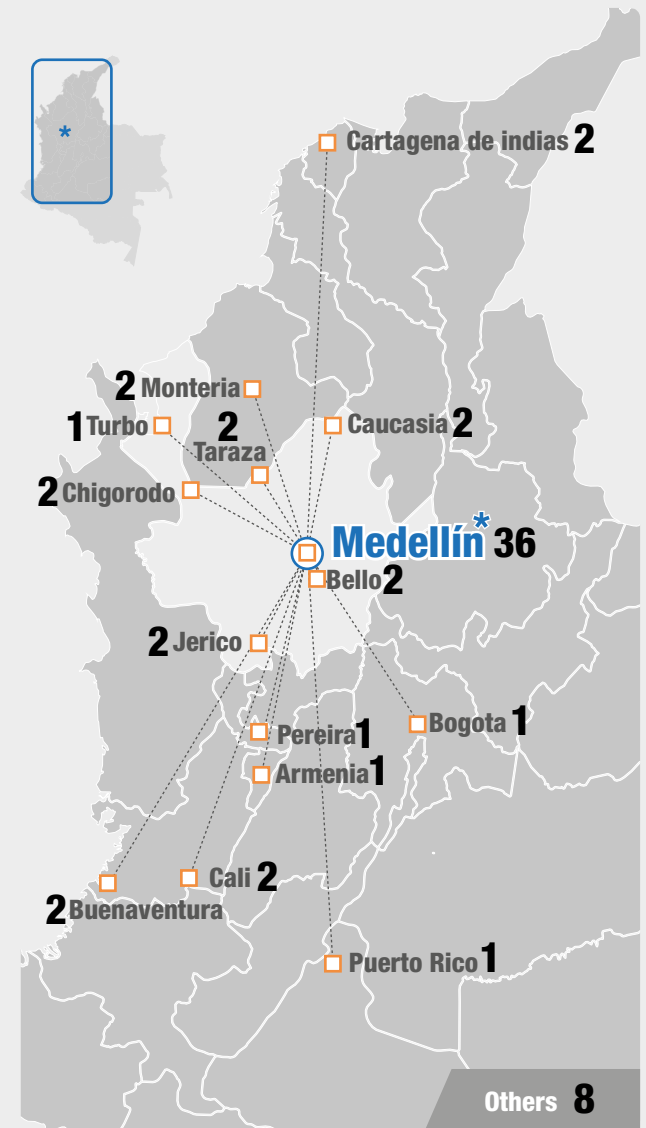 Cartagena de indias 2
2 Monteria
1 Turbo
2
Taraza
Caucasia 2
2 Chigorodo
Medellín* 36
Bello 2
2 Jerico
Bogota 1
Pereira 1
Armenia 1
Cali 2
2 Buenaventura
Puerto Rico 1
Others 8